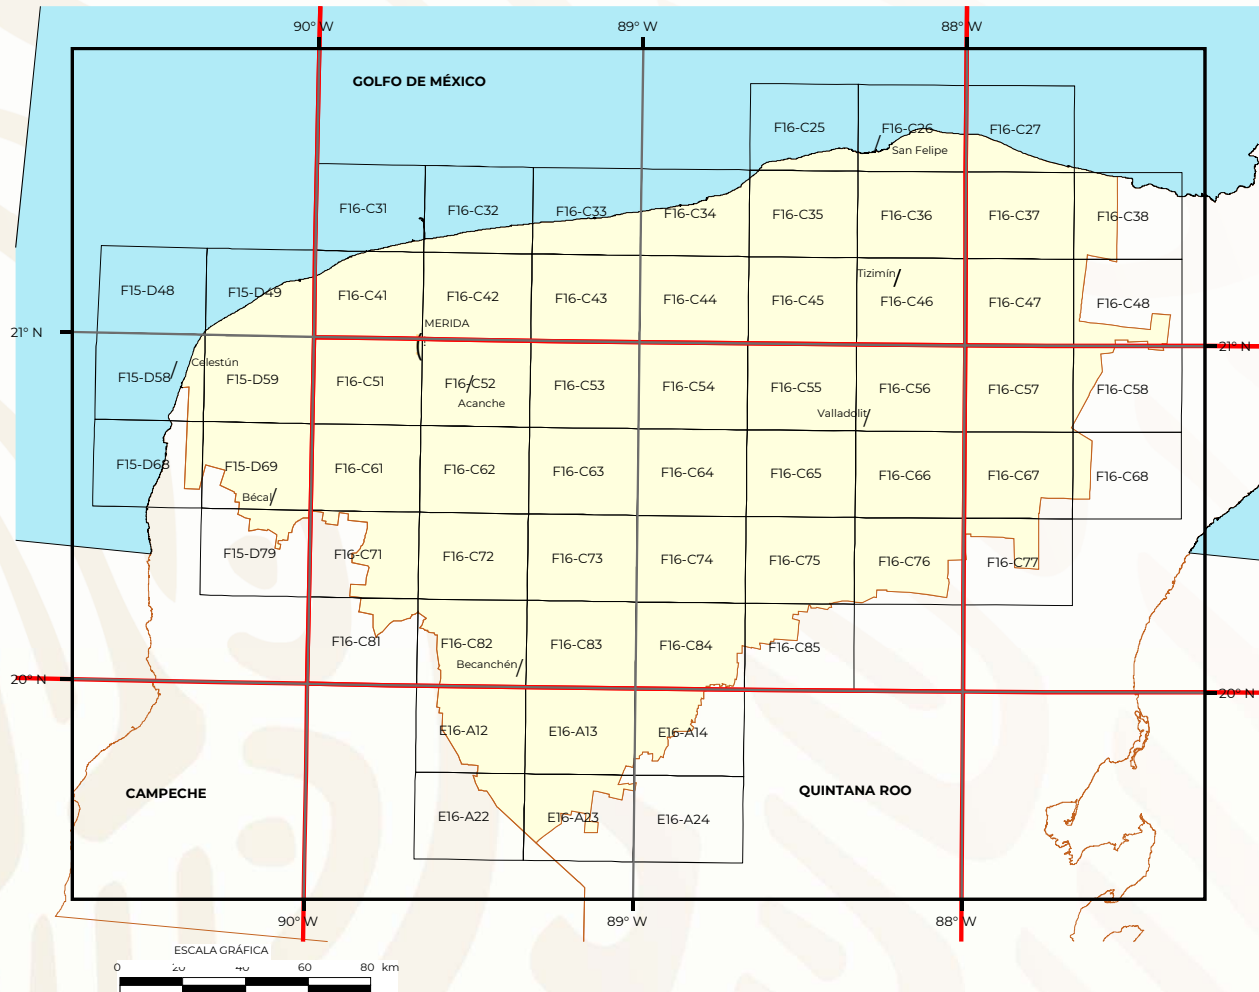 90° W
89° W
88° W
GOLFO DE MÉXICO
F16-C25
F16-C26
F16-C27
San Felipe
F16-C31
F16-C32
F16-C33
F16-C34
F16-C35
F16-C36
F16-C37
F16-C38
Tizimín
F15-D48
F15-D49
F16-C41
F16-C42
F16-C43
F16-C44
F16-C45
F16-C46
F16-C47
F16-C48
MERIDA
21° N
21° N
Celestún
F15-D58
F15-D59
F16-C51
F16-C52
F16-C53
F16-C54
F16-C55
F16-C56
F16-C57
F16-C58
Acanche
Valladolit
F15-D68
F15-D69
F16-C61
F16-C62
F16-C63
F16-C64
F16-C65
F16-C66
F16-C67
F16-C68
Bécal
F15-D79
F16-C71
F16-C72
F16-C73
F16-C74
F16-C75
F16-C76
F16-C77
F16-C81
F16-C82
F16-C83
F16-C84
F16-C85
Becanchén
20° N
20° N
E16-A12
E16-A13
E16-A14
CAMPECHE
QUINTANA ROO
E16-A22
E16-A23
E16-A24
90° W
89° W
88° W
ESCALA GRÁFICA
0 20 40 60 80 km